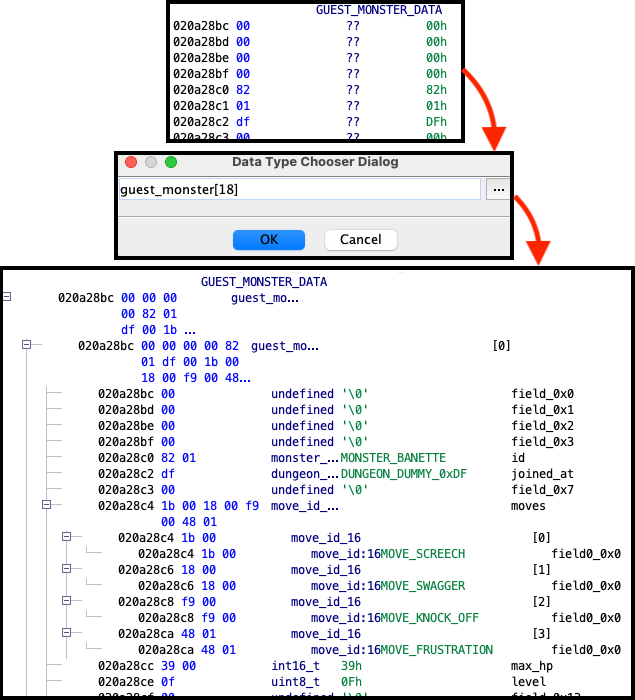 GUEST_MONSTER_DATA
020a28bc 00 ?? 00h
020a28bd 00 ?? 00h
020a28be 00 ?? 00h
020a28bf 00 ?? 00h
020a28c0 82 ?? 82h
020a28c1 01 ?? 01h
020a28c2 df ?? DFh
020a28c3 00 ?? 00h
Data Type Chooser Dialog
guest_monster[18] ...
OK Cancel
GUEST_MONSTER_DATA
020a28bc 00 00 00 guest_mo...
00 82 01
df 00 1b ...
020a28bc 00 00 00 00 82 guest_mo... [0]
01 df 00 1b 00
18 00 f9 00 48...
020a28bc 00 undefined '\0' field_0x0
020a28bd 00 undefined '\0' field_0x1
020a28be 00 undefined '\0' field_0x2
020a28bf 00 undefined '\0' field_0x3
020a28c0 82 01 monster_...MONSTER_BANETTE id
020a28c2 df dungeon_...DUNGEON_DUMMY_0xDF joined_at
020a28c3 00 undefined '\0' field_0x7
020a28c4 1b 00 18 00 f9 move_id_... moves
00 48 01
020a28c4 1b 00 move_id_16 [0]
020a28c4 1b 00 move_id:16MOVE_SCREECH field0_0x0
020a28c6 18 00 move_id_16 [1]
020a28c6 18 00 move_id:16MOVE_SWAGGER field0_0x0
020a28c8 f9 00 move_id_16 [2]
020a28c8 f9 00 move_id:16MOVE_KNOCK_OFF field0_0x0
020a28ca 48 01 move_id_16 [3]
020a28ca 48 01 move_id:16MOVE_FRUSTRATION field0_0x0
020a28cc 39 00 int16_t 39h max_hp
020a28ce 0f uint8_t 0Fh level
020a28cf 00 undefined '\0' field_0x13